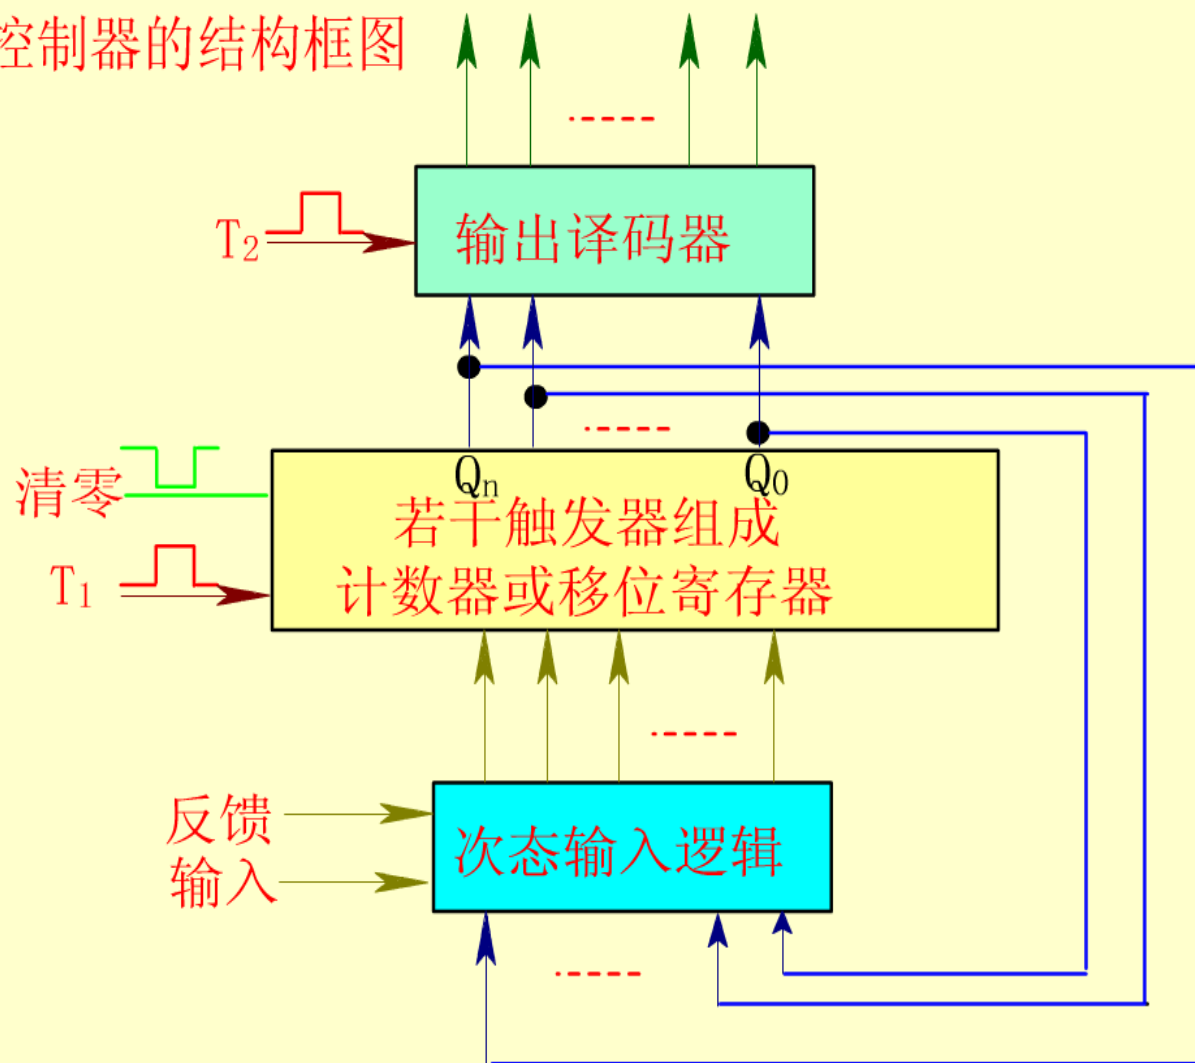 控制器的结构框图
T2
输出译码器
清零
Qn
Q0
若干触发器组成
T1
计数器或移位寄存器
反馈
输入
次态输入逻辑